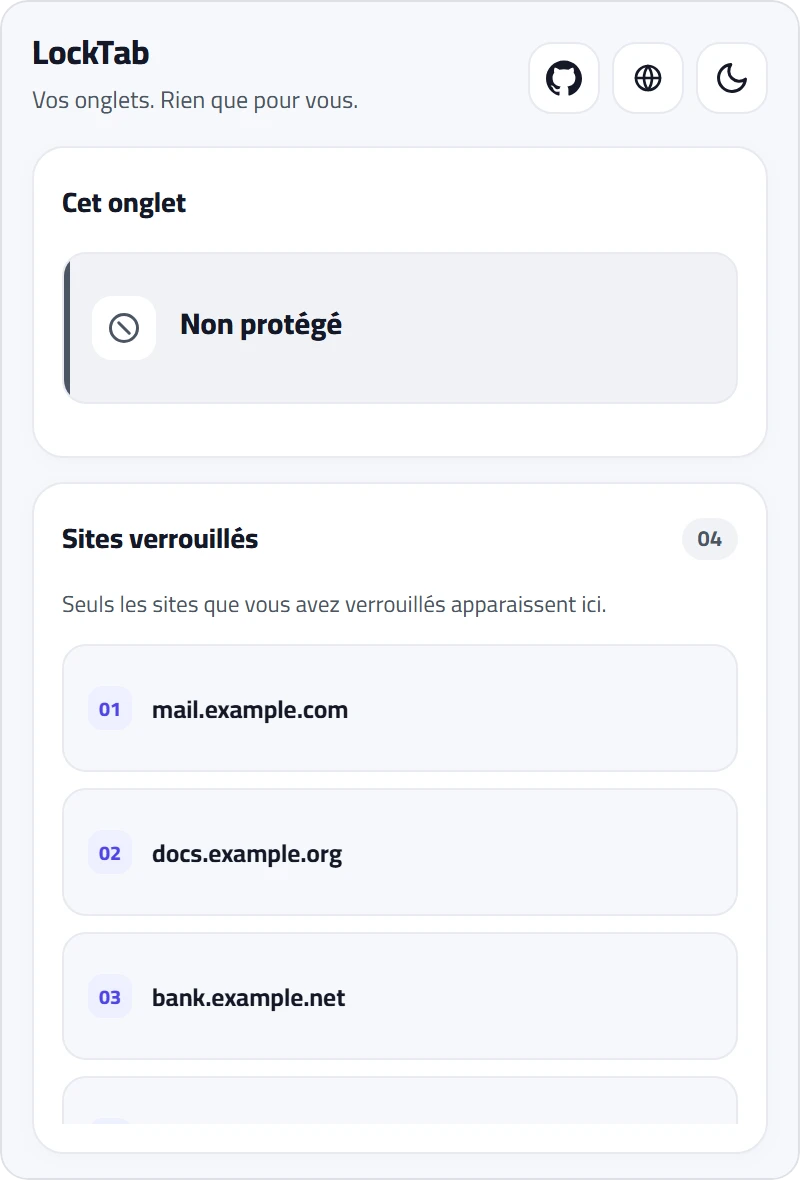 LockTab
Vos onglets. Rien que pour vous.
Cet onglet
Non protégé
Sites verrouillés
04
Seuls les sites que vous avez verrouillés apparaissent ici.
01
mail.example.com
02
docs.example.org
03
bank.example.net